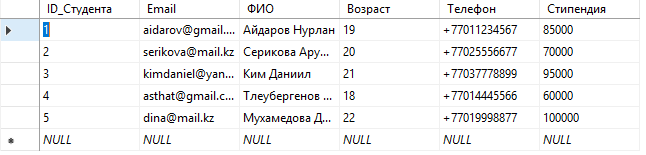 ID_Студента Email ФИО Возраст Телефон Стипендия
1 aidarov@gmail.... Айдаров Нурлан 19 +77011234567 85000
2 serikova@mail.kz Серикова Ару... 20 +77025556677 70000
3 kimdaniel@yan... Ким Даниил 21 +77037778899 95000
4 asthat@gmail.c... Тлеубергенов ... 18 +77014445566 60000
5 dina@mail.kz Мухамедова Д... 22 +77019998877 100000
NULL NULL NULL NULL NULL NULL